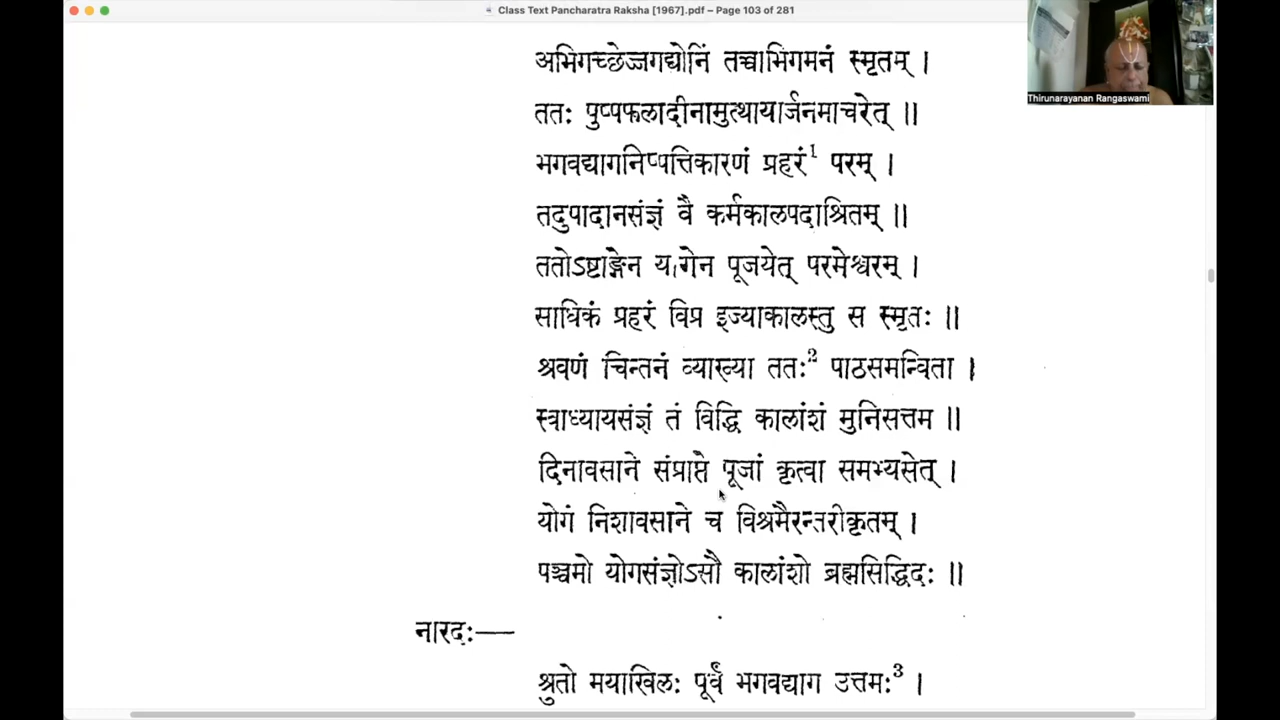 Class Text Pancharatra Raksha [1967].pdf – Page 103 of 281
Thirunarayanan Rangaswami
अभिगच्छेज्जगद्योनिं तच्चाभिगमनं स्मृतम् ।
ततः पुष्पफलादीनामुत्थायार्जनमाचरेत् ॥
भगवद्यागनिष्पत्तिकारणं प्रहरं¹ परम् ।
तदुपादानसंज्ञं वै कर्मकालपदाश्रितम् ॥
ततोऽष्टाङ्गेन यागेन पूजयेत् परमेश्वरम् ।
साधिकं प्रहरं विप्र इज्याकालस्तु स स्मृतः ॥
श्रवणं चिन्तनं व्याख्या ततः² पाठसमन्विता ।
स्वाध्यायसंज्ञं तं विद्धि कालांशं मुनिसत्तम ॥
दिनावसाने संप्राप्ते पूजां कृत्वा समभ्यसेत् ।
योगं निशावसाने च विश्रमैरन्तरीकृतम् ।
पञ्चमो योगसंज्ञोऽसौ कालांशो ब्रह्मसिद्धिदः ॥
नारदः—
श्रुतो मयाखिलः पूर्वं भगवद्याग उत्तमः³ ।